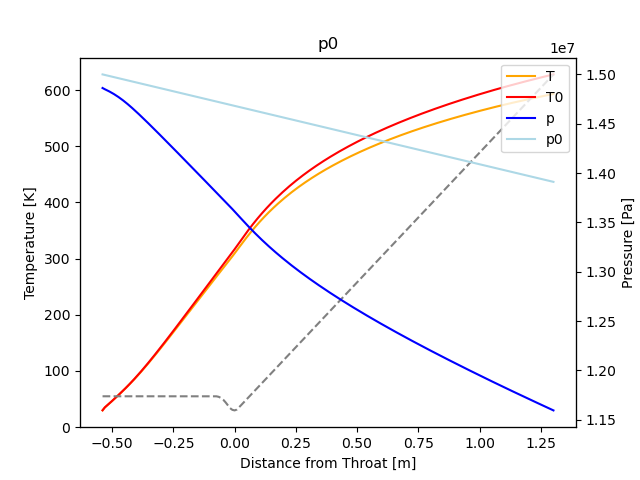 p0
1e7
T
T0
p
p0
Temperature [K]
600
500
400
300
200
100
0
1.50
1.45
1.40
1.35
1.30
1.25
1.20
1.15
Pressure [Pa]
−0.50 −0.25 0.00 0.25 0.50 0.75 1.00 1.25
Distance from Throat [m]